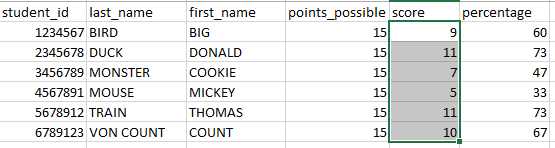 student_id last_name first_name points_possible score percentage
1234567 BIRD BIG 15 9 60
2345678 DUCK DONALD 15 11 73
3456789 MONSTER COOKIE 15 7 47
4567891 MOUSE MICKEY 15 5 33
5678912 TRAIN THOMAS 15 11 73
6789123 VON COUNT COUNT 15 10 67